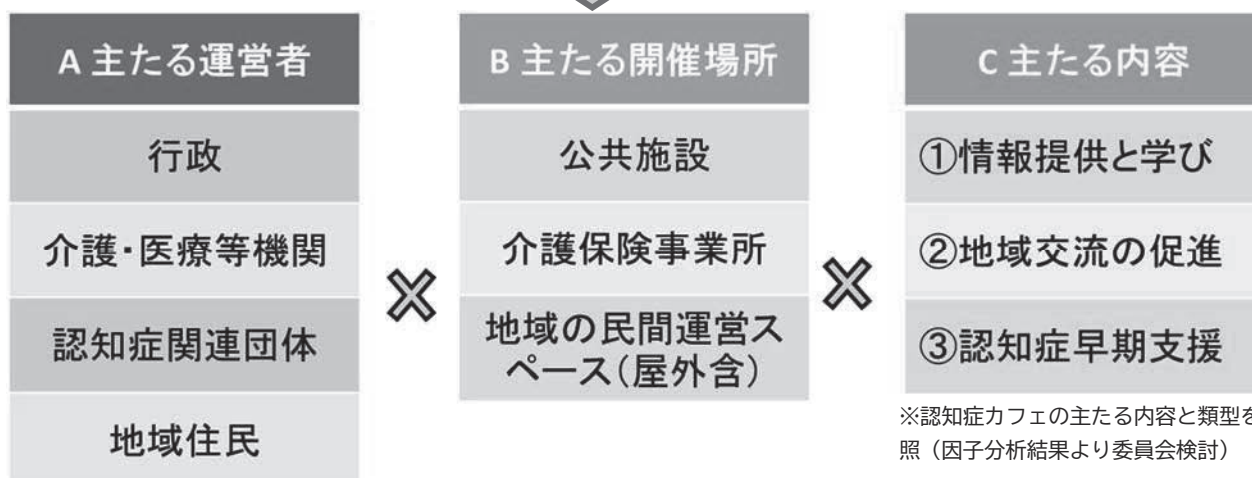 A 主たる運営者
行政
介護・医療等機関
認知症関連団体
地域住民
B 主たる開催場所
公共施設
介護保険事業所
地域の民間運営ス
ペース(屋外含)
C 主たる内容
①情報提供と学び
②地域交流の促進
③認知症早期支援
※認知症カフェの主たる内容と類型を
照（因子分析結果より委員会検討）